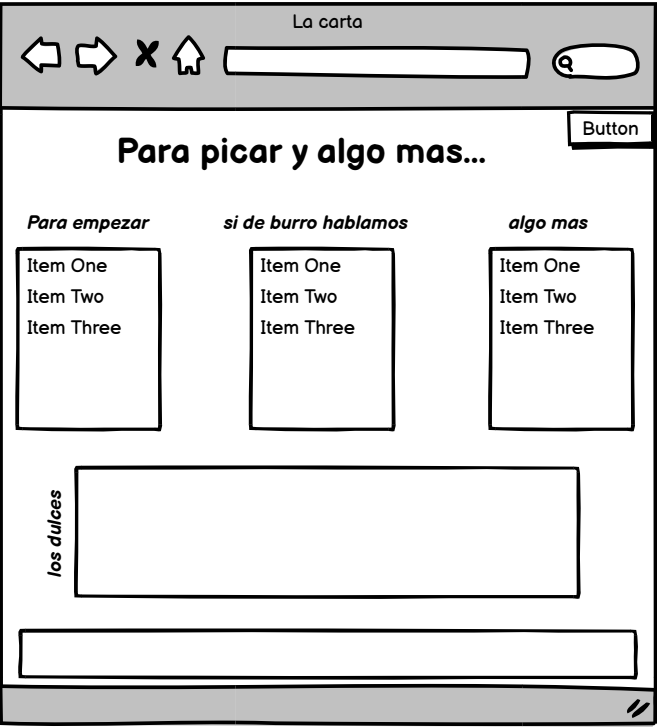 La carta
Button
Para picar y algo mas...
Para empezar
si de burro hablamos
algo mas
Item One
Item Two
Item Three
Item One
Item Two
Item Three
Item One
Item Two
Item Three
los dulces